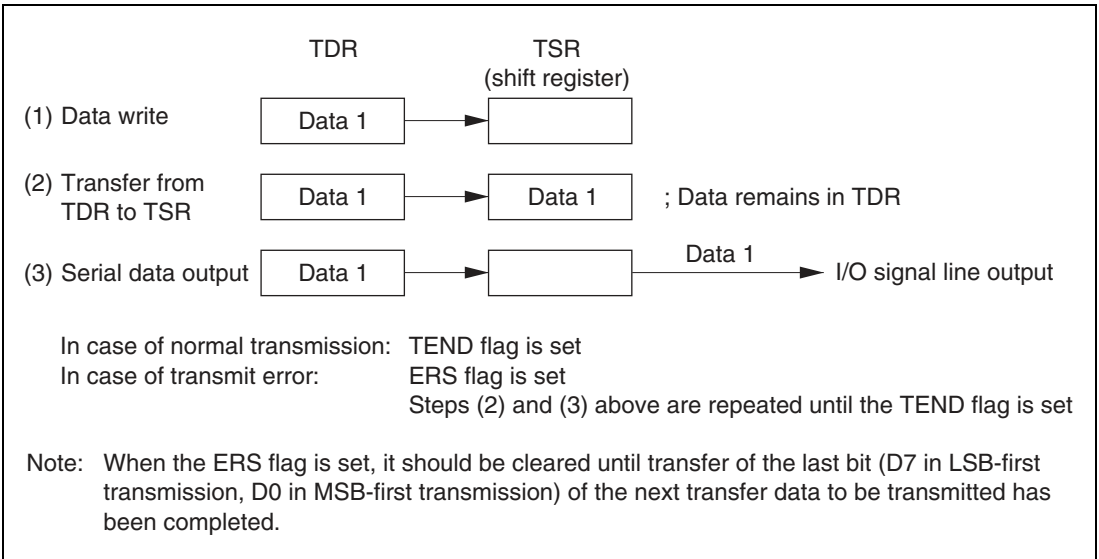 TDR TSR
(shift register)
(1) Data write Data 1
(2) Transfer from
TDR to TSR Data 1 Data 1 ; Data remains in TDR
(3) Serial data output Data 1 Data 1 I/O signal line output
In case of normal transmission: TEND flag is set
In case of transmit error: ERS flag is set
Steps (2) and (3) above are repeated until the TEND flag is set
Note: When the ERS flag is set, it should be cleared until transfer of the last bit (D7 in LSB-first
transmission, D0 in MSB-first transmission) of the next transfer data to be transmitted has
been completed.